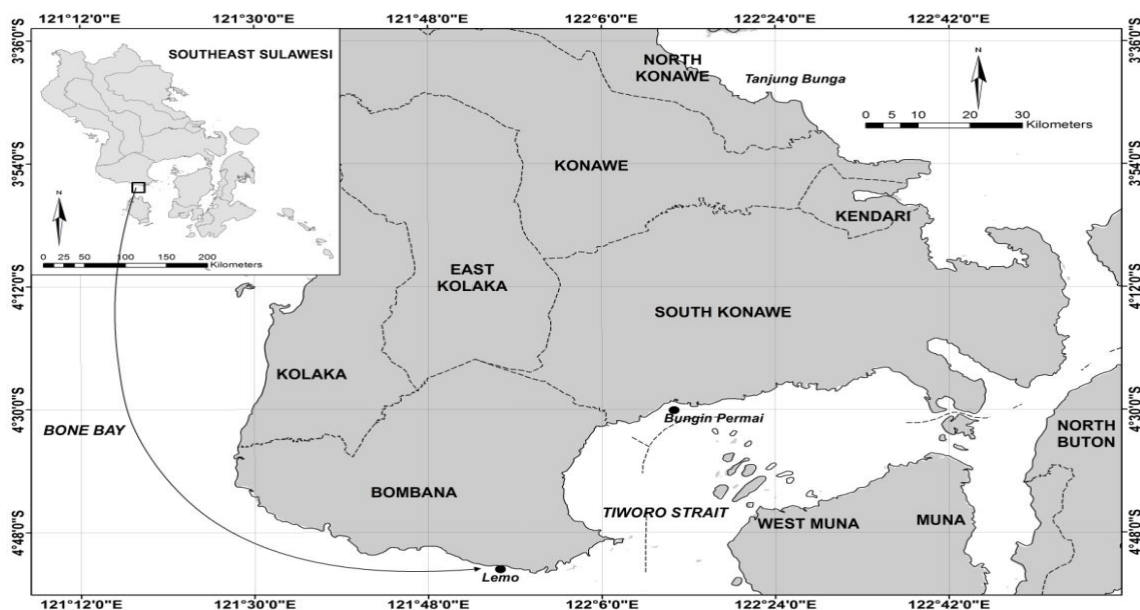 121°12'0"E 121°30'0"E 121°48'0"E 122°6'0"E 122°24'0"E 122°42'0"E
3°36'0"S
3°36'0"S
SOUTHEAST SULAWESI
NORTH
KONAWE
Tanjung Bunga
N
0 5 10 20 30
Kilometers
3°54'0"S
3°54'0"S
KONAWE
KENDARI
N
0 25 50 100 150 200
Kilometers
EAST
KOLAKA
4°12'0"S
4°12'0"S
SOUTH KONAWE
KOLAKA
4°30'0"S
4°30'0"S
Bungin Permai
BONE BAY
NORTH
BUTON
BOMBANA
TIWORO STRAIT
WEST MUNA
MUNA
4°48'0"S
4°48'0"S
Lemo
121°12'0"E 121°30'0"E 121°48'0"E 122°6'0"E 122°24'0"E 122°42'0"E